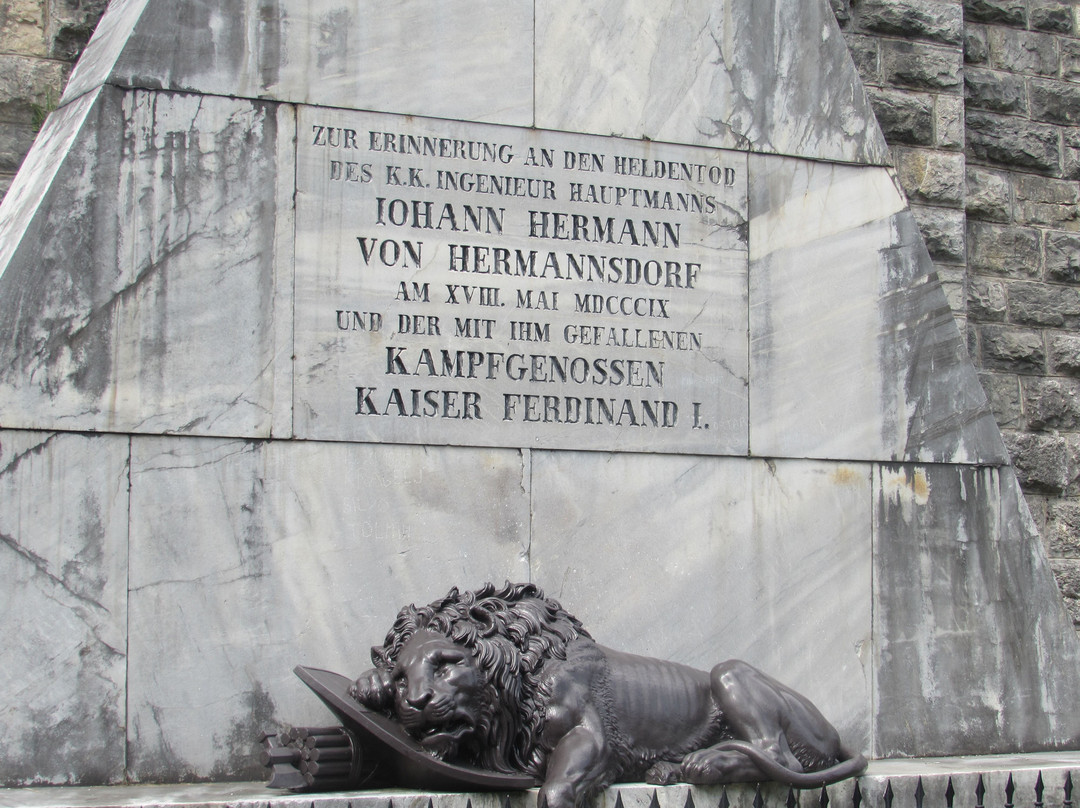 ZUR ERINNERUNG AN DEN HELDENTOD
DES K.K. INGENIEUR HAUPTMANNS
IOHANN HERMANN
VON HERMANNSDORF
AM XVIII. MAI MDCCCIX
UND DER MIT IHM GEFALLENEN
KAMPFGENOSSEN
KAISER FERDINAND I.